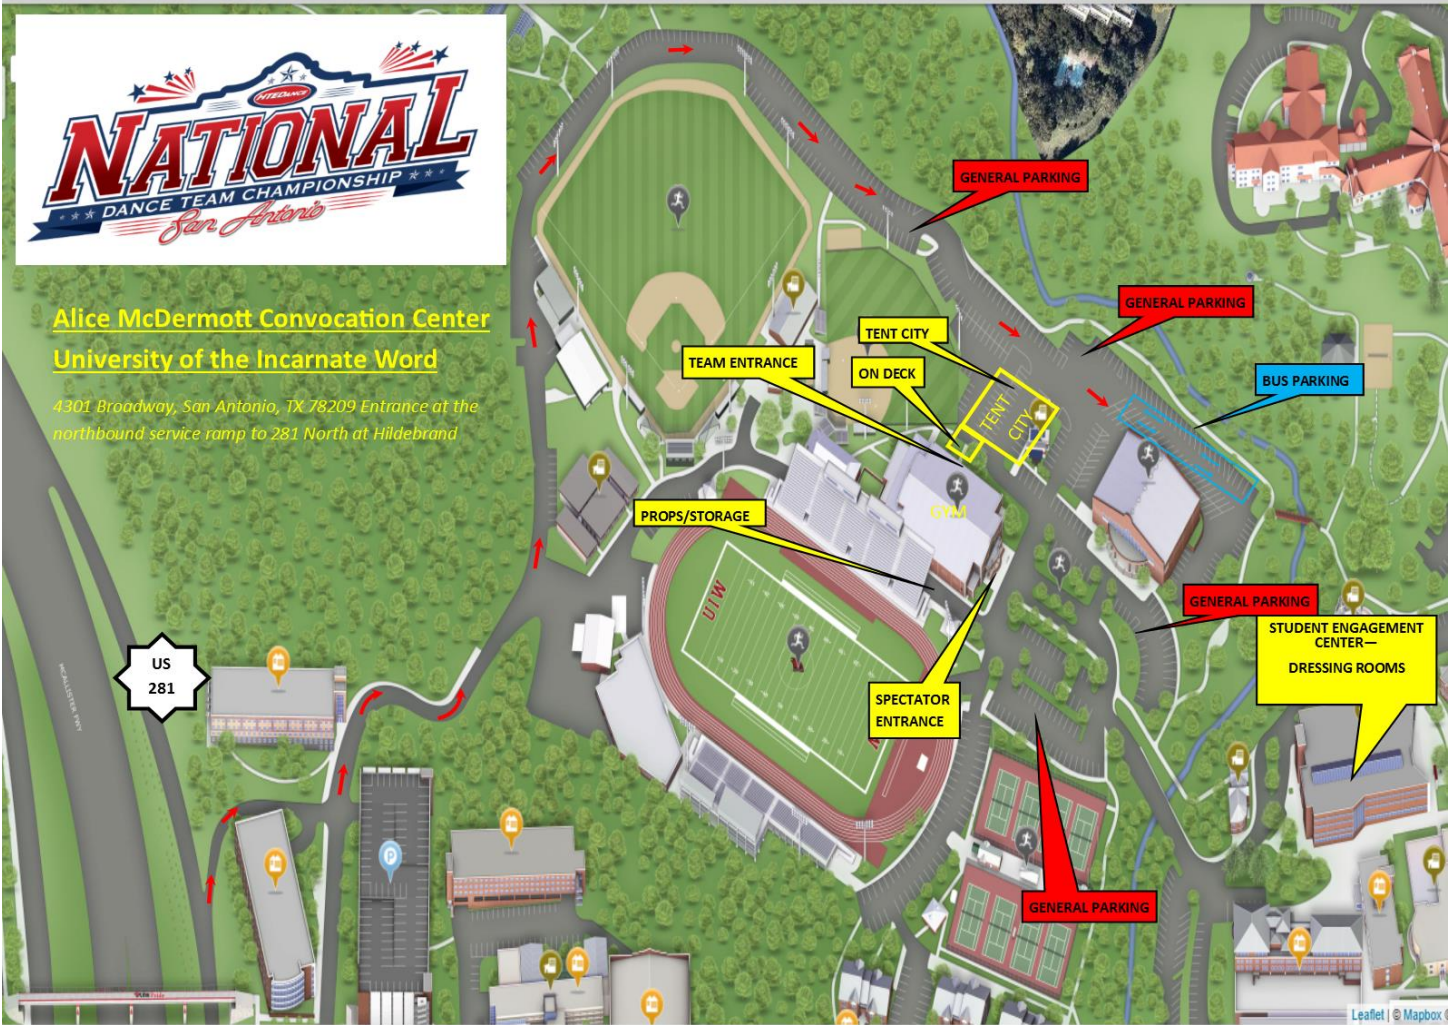 HTEDance
NATIONAL
DANCE TEAM CHAMPIONSHIP
San Antonio
Alice McDermott Convocation Center
University of the Incarnate Word
4301 Broadway, San Antonio, TX 78209 Entrance at the
northbound service ramp to 281 North at Hildebrand
GENERAL PARKING
GENERAL PARKING
TENT CITY
TEAM ENTRANCE
ON DECK
BUS PARKING
TENT
CITY
PROPS/STORAGE
GYM
UIW
GENERAL PARKING
STUDENT ENGAGEMENT
CENTER—
DRESSING ROOMS
US
281
MCALLISTER FWY
SPECTATOR
ENTRANCE
P
GENERAL PARKING
Leaflet | © Mapbox